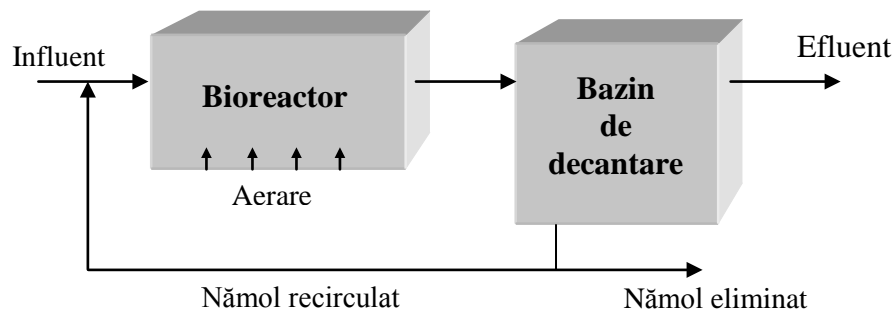 Influent
Bioreactor
Aerare
Bazin
de
decantare
Efluent
Nămol recirculat
Nămol eliminat